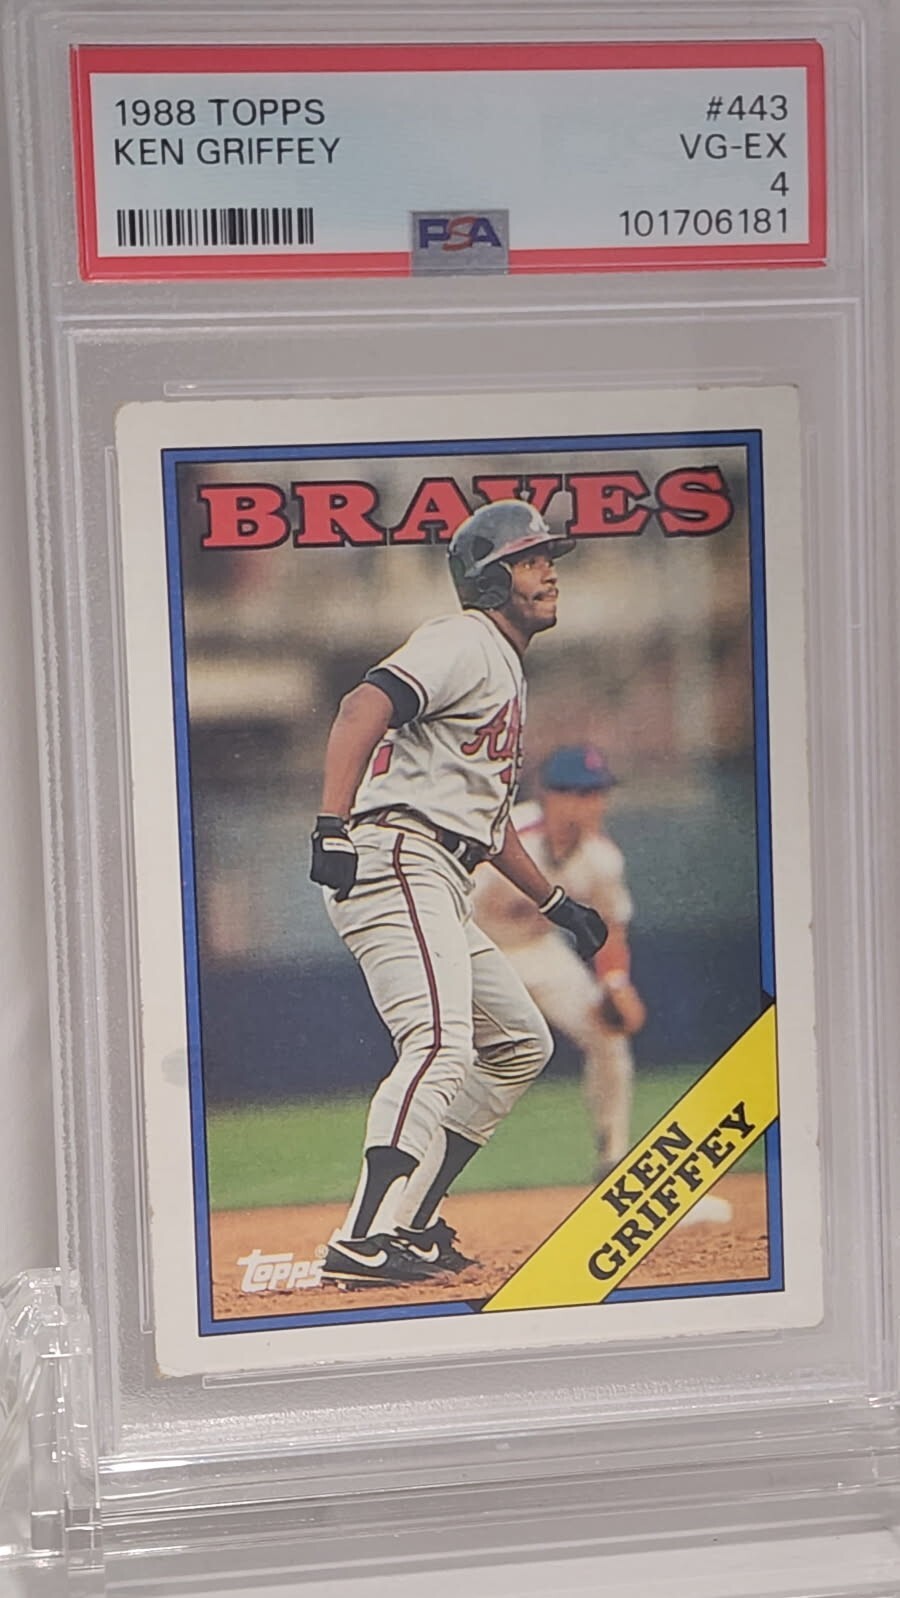 1988 TOPPS #443
KEN GRIFFEY VG-EX
4
101706181
PSA
BRAVES
KEN
GRIFFEY
topps®